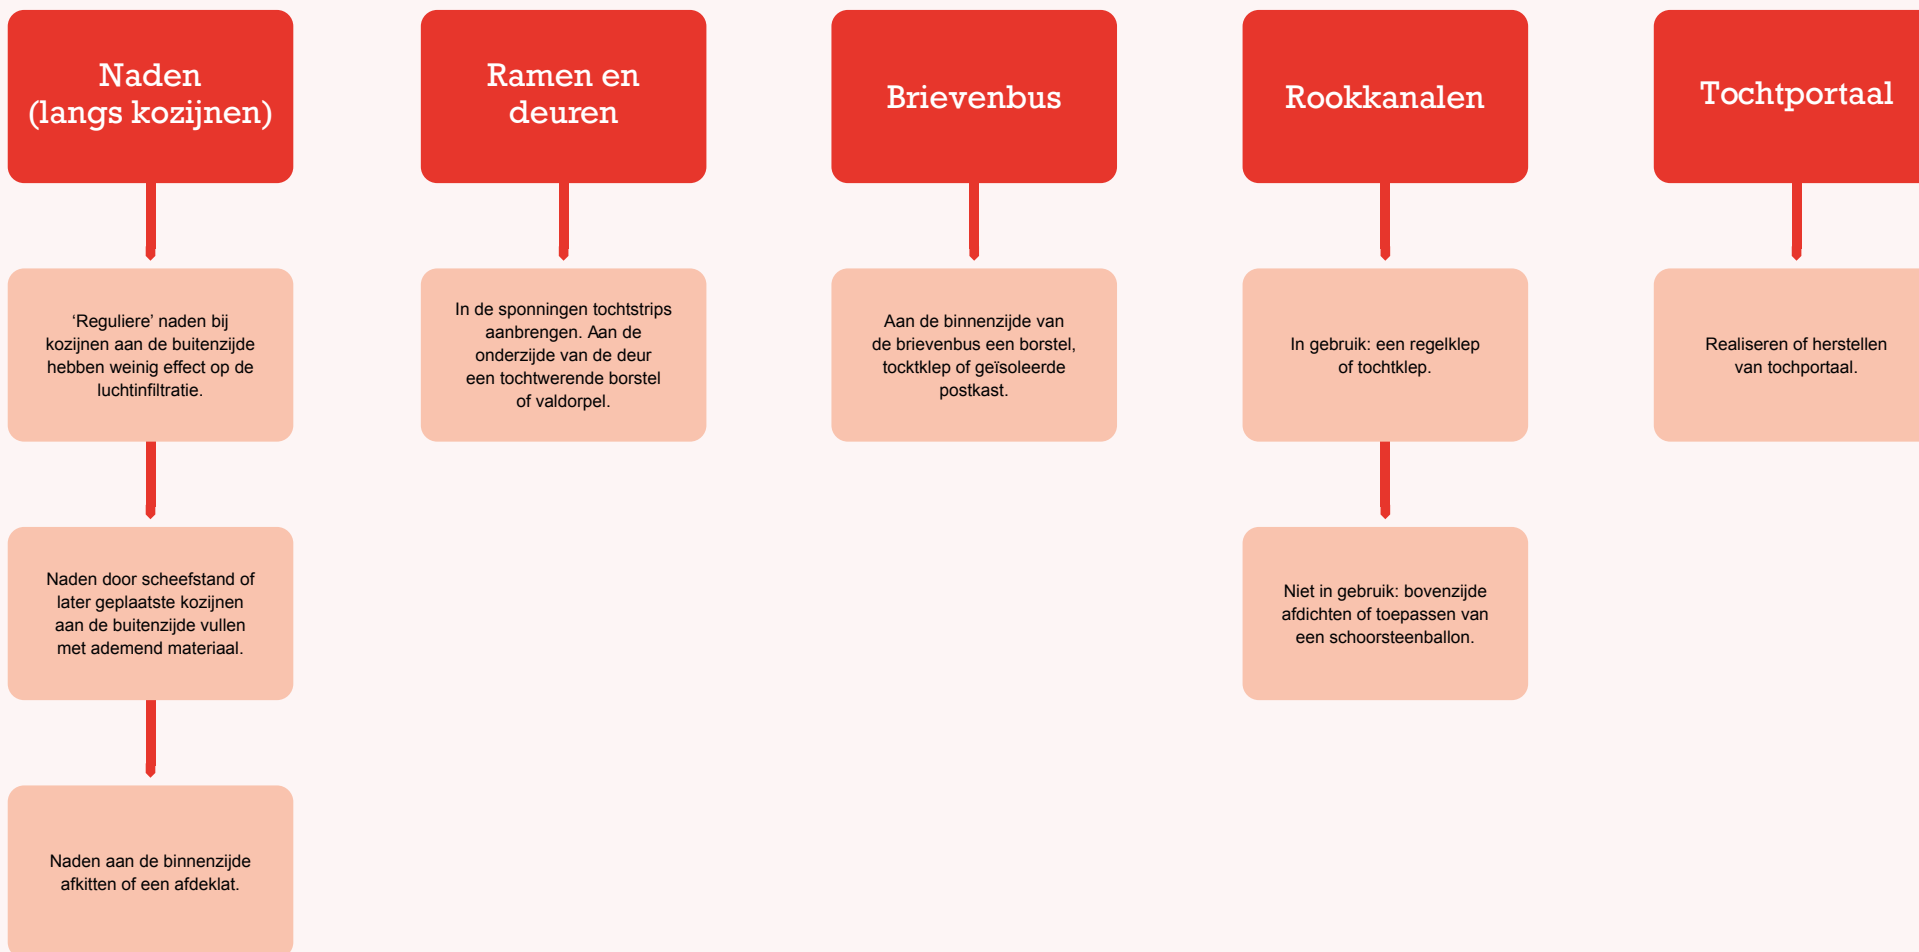 Naden
(langs kozijnen)
‘Reguliere’ naden bij
kozijnen aan de buitenzijde
hebben weinig effect op de
luchtinfiltratie.
Naden door scheefstand of
later geplaatste kozijnen
aan de buitenzijde vullen
met ademend materiaal.
Naden aan de binnenzijde
afkitten of een afdeklat.
Ramen en
deuren
In de sponningen tochtstrips
aanbrengen. Aan de
onderzijde van de deur
een tochtwerende borstel
of valdorpel.
Brievenbus
Aan de binnenzijde van
de brievenbus een borstel,
tocktklep of geïsoleerde
postkast.
Rookkanalen
In gebruik: een regelklep
of tochtklep.
Niet in gebruik: bovenzijde
afdichten of toepassen van
een schoorsteenballon.
Tochtportaal
Realiseren of herstellen
van tochportaal.